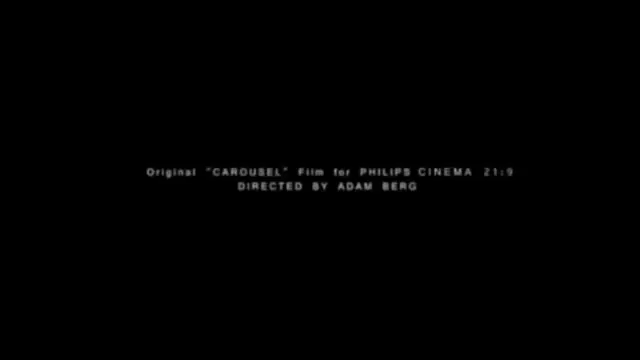 Original "CAROUSEL" Film for PHILIPS CINEMA 21:9
DIRECTED BY ADAM BERG